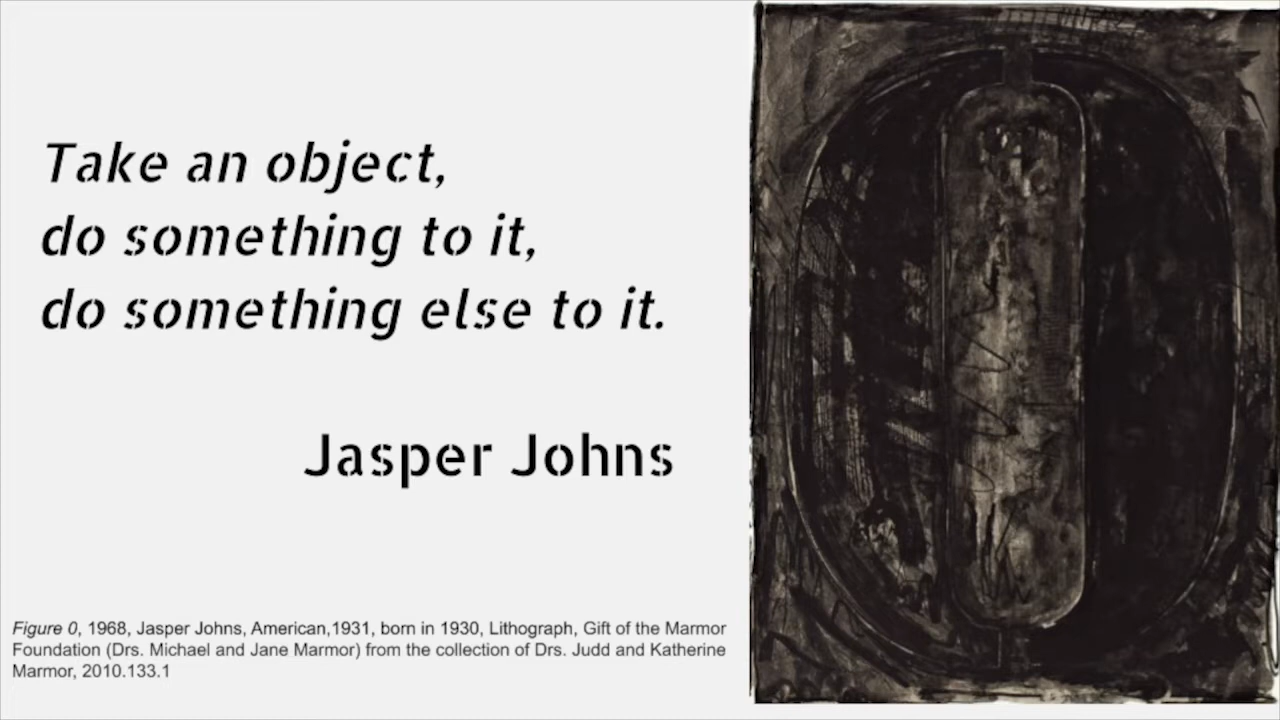 Take an object,
do something to it,
do something else to it.
Jasper Johns
Figure 0, 1968, Jasper Johns, American,1931, born in 1930, Lithograph, Gift of the Marmor
Foundation (Drs. Michael and Jane Marmor) from the collection of Drs. Judd and Katherine
Marmor, 2010.133.1